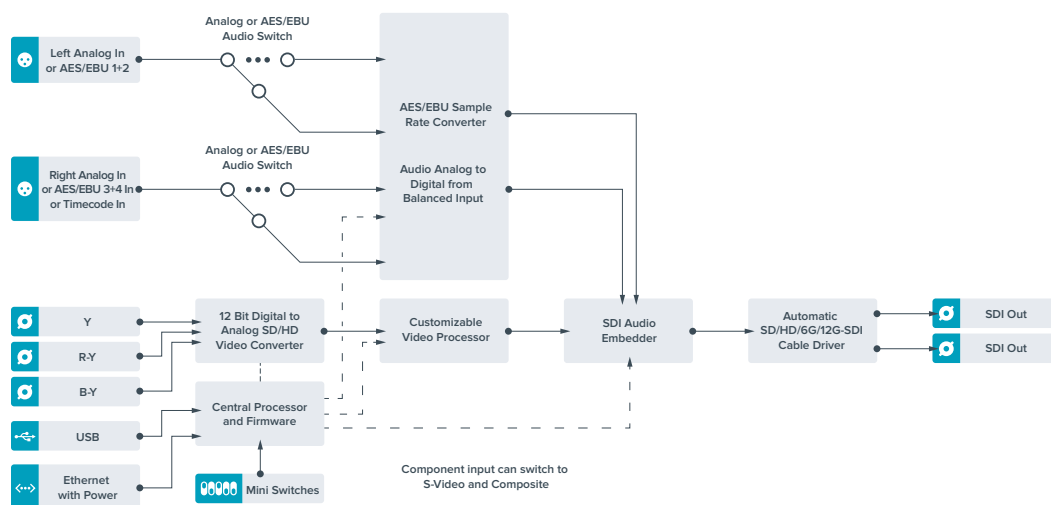 Analog or AES/EBU
Audio Switch
Left Analog In
or AES/EBU 1+2
AES/EBU Sample
Rate Converter
Analog or AES/EBU
Audio Switch
Right Analog In
or AES/EBU 3+4 In
or Timecode In
Audio Analog to
Digital from
Balanced Input
Y
R-Y
B-Y
12 Bit Digital to
Analog SD/HD
Video Converter
Customizable
Video Processor
SDI Audio
Embedder
Automatic
SD/HD/6G/12G-SDI
Cable Driver
SDI Out
SDI Out
Central Processor
and Firmware
USB
Ethernet
with Power
Mini Switches
Component input can switch to
S-Video and Composite